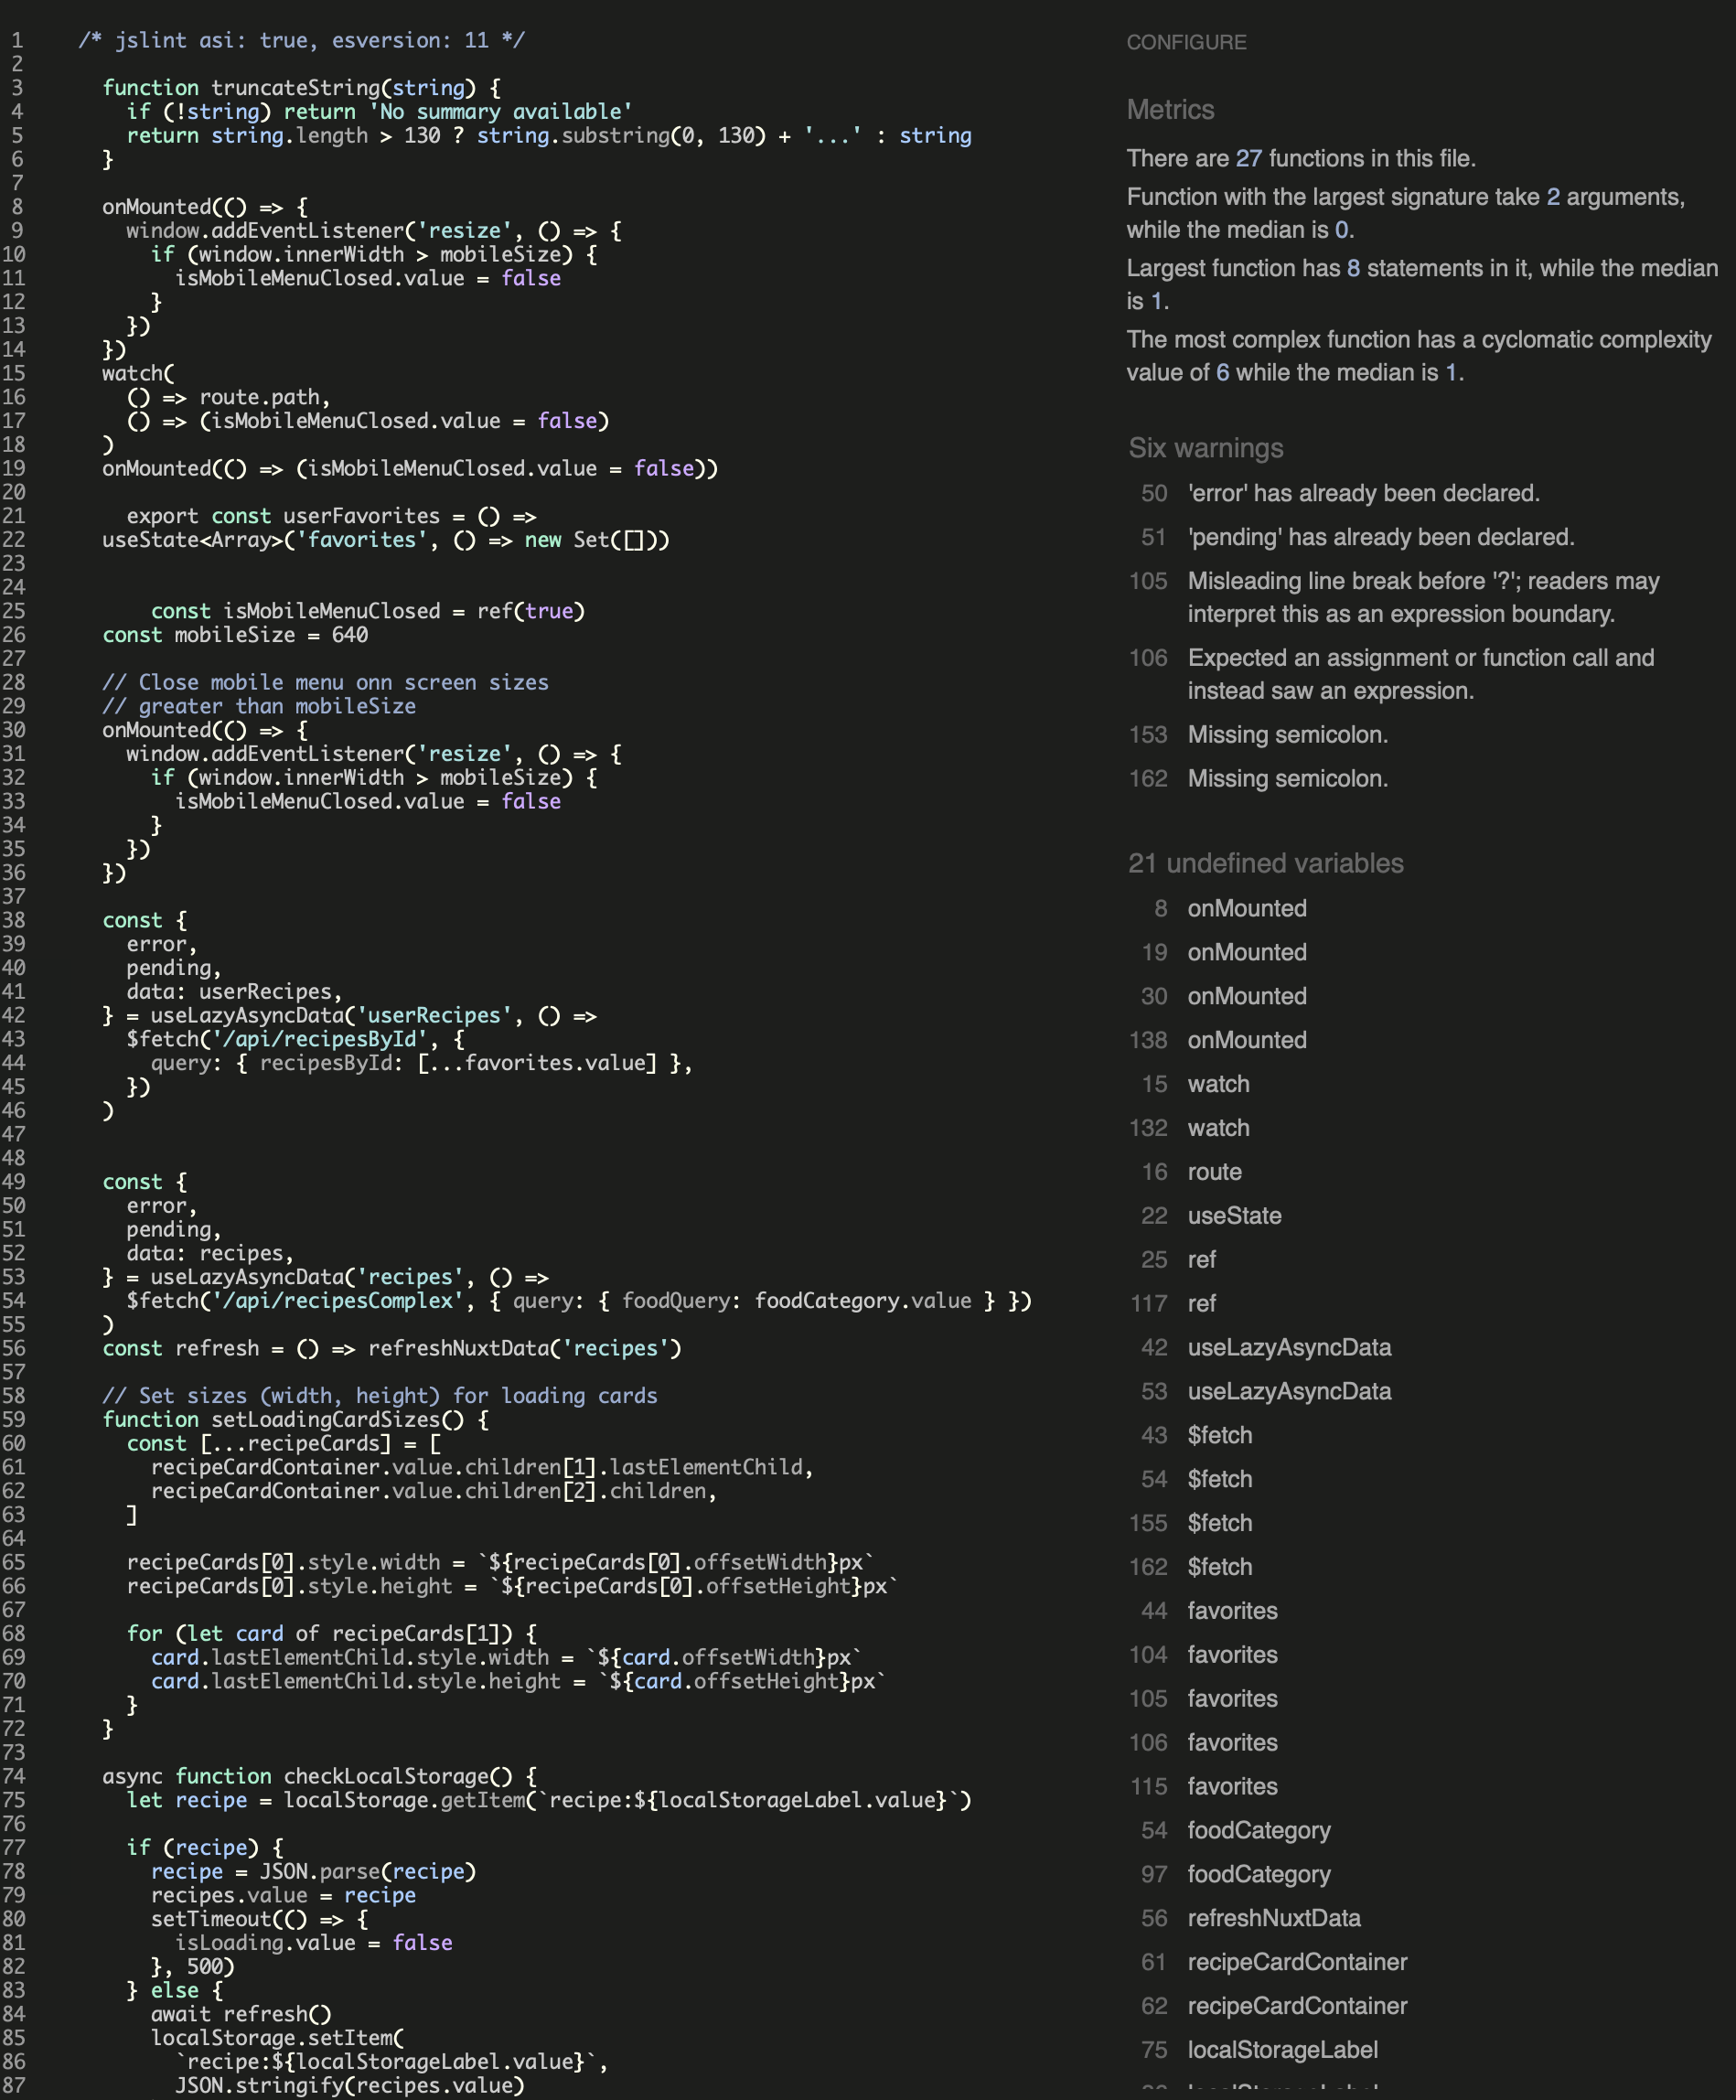 1 /* jslint asi: true, esversion: 11 */
2
3 function truncateString(string) {
4 if (!string) return 'No summary available'
5 return string.length > 130 ? string.substring(0, 130) + '...' : string
6 }
7
8 onMounted(() => {
9 window.addEventListener('resize', () => {
10 if (window.innerWidth > mobileSize) {
11 isMobileMenuClosed.value = false
12 }
13 })
14 })
15 watch(
16 () => route.path,
17 () => (isMobileMenuClosed.value = false)
18 )
19 onMounted(() => (isMobileMenuClosed.value = false))
20
21 export const userFavorites = () =>
22 useState<Array>('favorites', () => new Set([]))
23
24
25 const isMobileMenuClosed = ref(true)
26 const mobileSize = 640
27
28 // Close mobile menu onn screen sizes
29 // greater than mobileSize
30 onMounted(() => {
31 window.addEventListener('resize', () => {
32 if (window.innerWidth > mobileSize) {
33 isMobileMenuClosed.value = false
34 }
35 })
36 })
37
38 const {
39 error,
40 pending,
41 data: userRecipes,
42 } = useLazyAsyncData('userRecipes', () =>
43 $fetch('/api/recipesById', {
44 query: { recipesById: [...favorites.value] },
45 })
46 )
47
48
49 const {
50 error,
51 pending,
52 data: recipes,
53 } = useLazyAsyncData('recipes', () =>
54 $fetch('/api/recipesComplex', { query: { foodQuery: foodCategory.value } })
55 )
56 const refresh = () => refreshNuxtData('recipes')
57
58 // Set sizes (width, height) for loading cards
59 function setLoadingCardSizes() {
60 const [...recipeCards] = [
61 recipeCardContainer.value.children[1].lastElementChild,
62 recipeCardContainer.value.children[2].children,
63 ]
64
65 recipeCards[0].style.width = `${recipeCards[0].offsetWidth}px`
66 recipeCards[0].style.height = `${recipeCards[0].offsetHeight}px`
67
68 for (let card of recipeCards[1]) {
69 card.lastElementChild.style.width = `${card.offsetWidth}px`
70 card.lastElementChild.style.height = `${card.offsetHeight}px`
71 }
72 }
73
74 async function checkLocalStorage() {
75 let recipe = localStorage.getItem(`recipe:${localStorageLabel.value}`)
76
77 if (recipe) {
78 recipe = JSON.parse(recipe)
79 recipes.value = recipe
80 setTimeout(() => {
81 isLoading.value = false
82 }, 500)
83 } else {
84 await refresh()
85 localStorage.setItem(
86 `recipe:${localStorageLabel.value}`,
87 JSON.stringify(recipes.value)
CONFIGURE
Metrics
There are 27 functions in this file.
Function with the largest signature take 2 arguments,
while the median is 0.
Largest function has 8 statements in it, while the median
is 1.
The most complex function has a cyclomatic complexity
value of 6 while the median is 1.
Six warnings
50 'error' has already been declared.
51 'pending' has already been declared.
105 Misleading line break before '?'; readers may
interpret this as an expression boundary.
106 Expected an assignment or function call and
instead saw an expression.
153 Missing semicolon.
162 Missing semicolon.
21 undefined variables
8 onMounted
19 onMounted
30 onMounted
138 onMounted
15 watch
132 watch
16 route
22 useState
25 ref
117 ref
42 useLazyAsyncData
53 useLazyAsyncData
43 $fetch
54 $fetch
155 $fetch
162 $fetch
44 favorites
104 favorites
105 favorites
106 favorites
115 favorites
54 foodCategory
97 foodCategory
56 refreshNuxtData
61 recipeCardContainer
62 recipeCardContainer
75 localStorageLabel